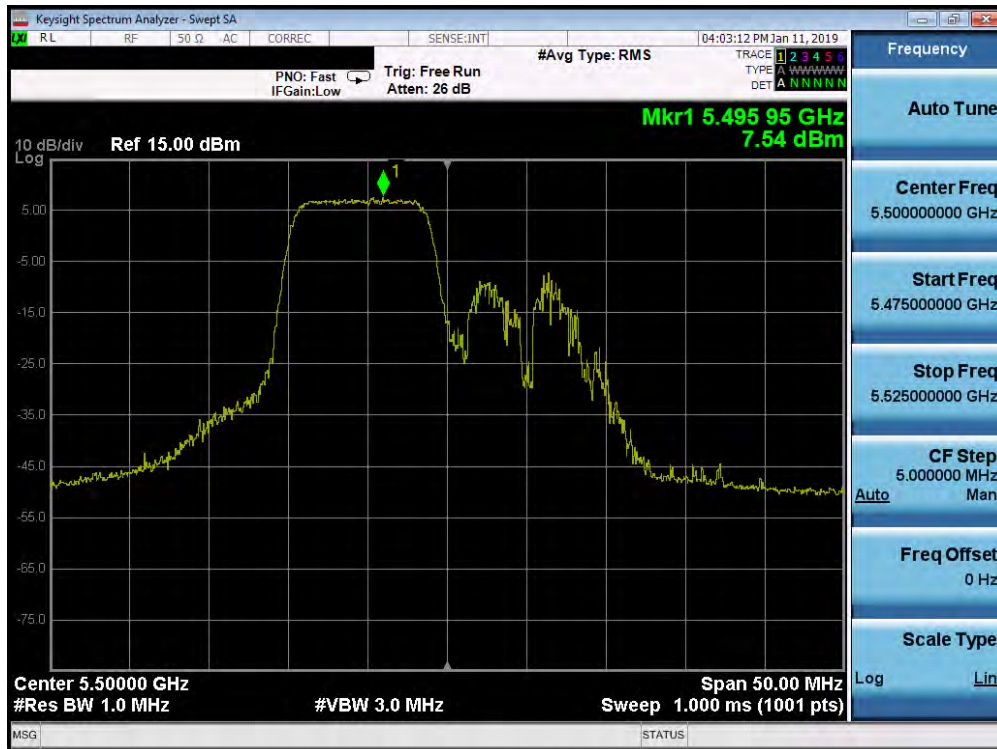 Keysight Spectrum Analyzer - Swept SA
LXI RL RF 50 Ω AC CORREC SENSE:INT 04:03:12 PM Jan 11, 2019
#Avg Type: RMS TRACE 1 2 3 4 5 6
PNO: Fast Trig: Free Run TYPE A WWWWW
IFGain:Low Atten: 26 dB DET A N N N N N
Mkr1 5.495 95 GHz
7.54 dBm
10 dB/div Ref 15.00 dBm
Log
1
5.00
-5.00
-15.0
-25.0
-35.0
-45.0
-55.0
-65.0
-75.0
Center 5.50000 GHz Span 50.00 MHz
#Res BW 1.0 MHz #VBW 3.0 MHz Sweep 1.000 ms (1001 pts)
MSG STATUS
Frequency
Auto Tune
Center Freq
5.500000000 GHz
Start Freq
5.475000000 GHz
Stop Freq
5.525000000 GHz
CF Step
5.000000 MHz
Auto Man
Freq Offset
0 Hz
Scale Type
Log Lin